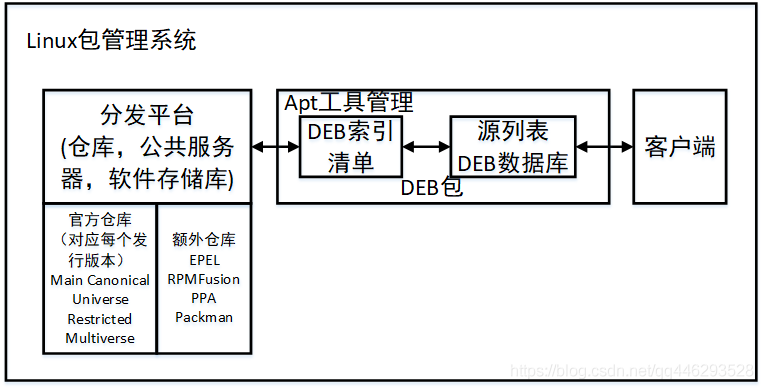 Linux包管理系统
分发平台
(仓库，公共服务
器，软件存储库)
官方仓库
（对应每个发
行版本）
Main Canonical
Universe
Restricted
Multiverse
额外仓库
EPEL
RPMFusion
PPA
Packman
Apt工具管理
DEB索引
清单
源列表
DEB数据库
DEB包
客户端
https://blog.csdn.net/qq446293528